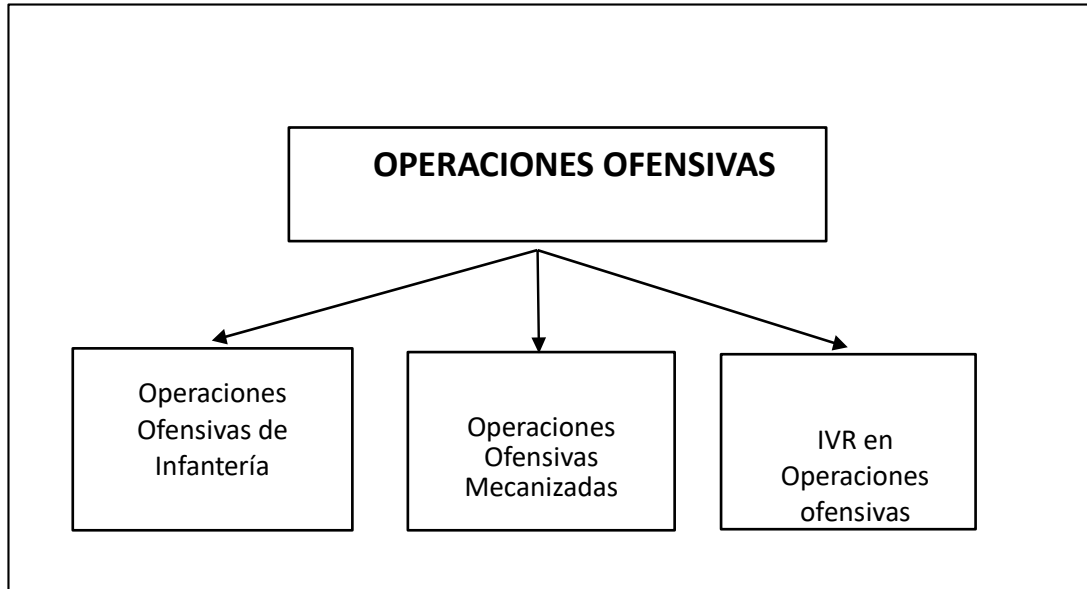 OPERACIONES OFENSIVAS
Operaciones
Ofensivas de
Infantería
Operaciones
Ofensivas
Mecanizadas
IVR en
Operaciones
ofensivas